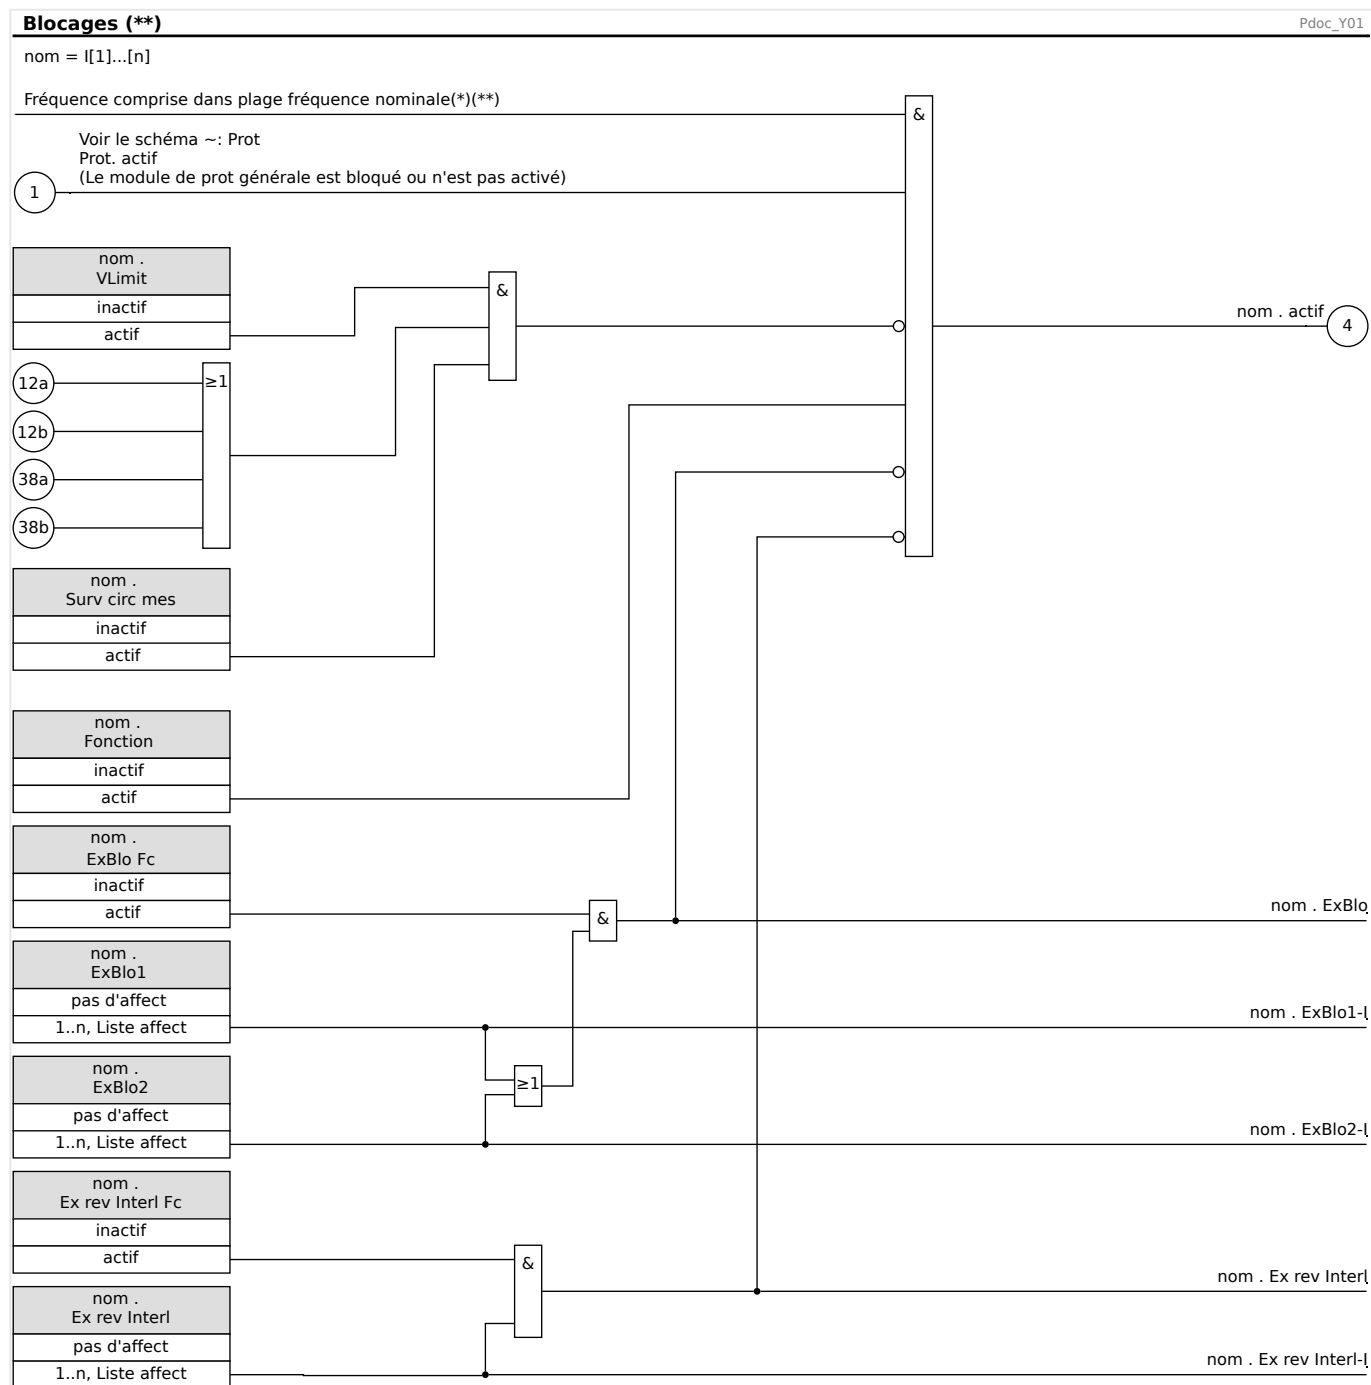 Blocages (**)
Pdoc_Y01
nom = I[1]...[n]
Fréquence comprise dans plage fréquence nominale(*)(**)
&
Voir le schéma ~: Prot
Prot. actif
(Le module de prot générale est bloqué ou n'est pas activé)
1
nom .
VLimit
inactif
actif
&
nom . actif
4
12a
≥1
12b
38a
38b
nom .
Surv circ mes
inactif
actif
nom .
Fonction
inactif
actif
nom .
ExBlo Fc
inactif
actif
&
nom . ExBlo
nom .
ExBlo1
pas d'affect
1..n, Liste affect
nom . ExBlo1-I
nom .
ExBlo2
≥1
pas d'affect
1..n, Liste affect
nom . ExBlo2-I
nom .
Ex rev Interl Fc
inactif
actif
&
nom . Ex rev Interl
nom .
Ex rev Interl
pas d'affect
1..n, Liste affect
nom . Ex rev Interl-I